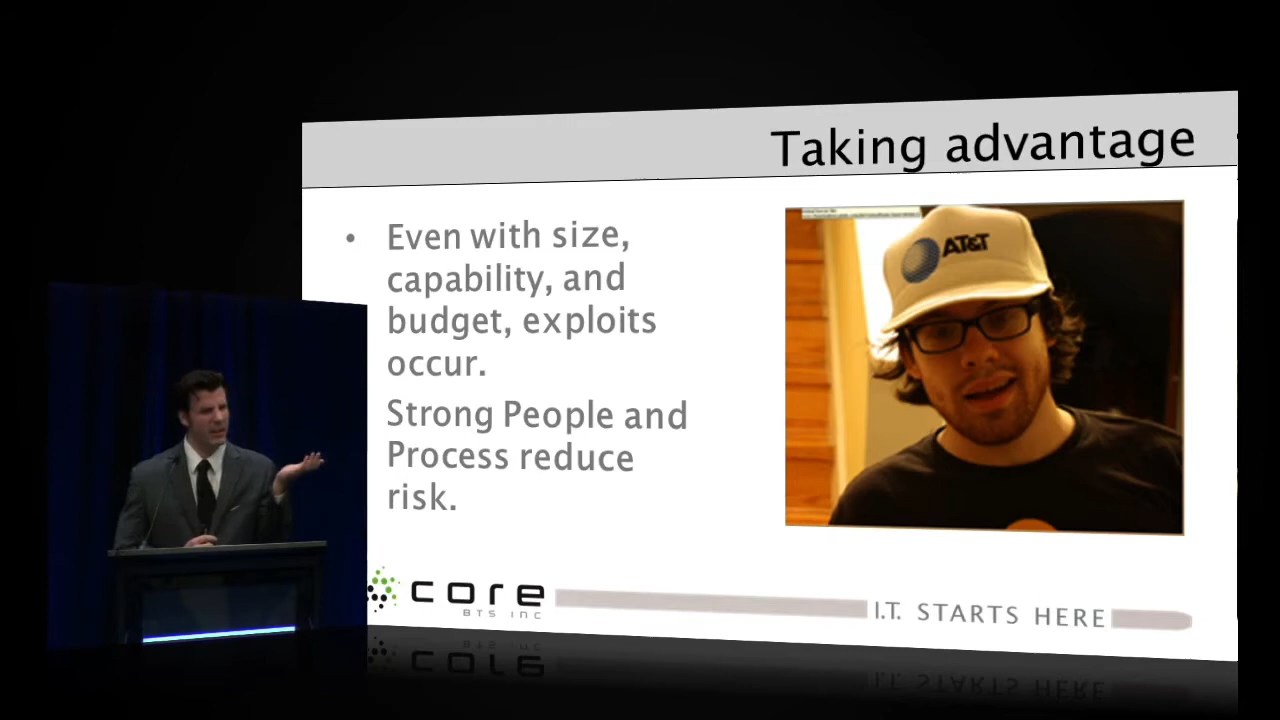 Taking advantage
• Even with size,
capability, and
budget, exploits
occur.
Strong People and
Process reduce
risk.
AT&T
core
BTS INC
I.T. STARTS HERE